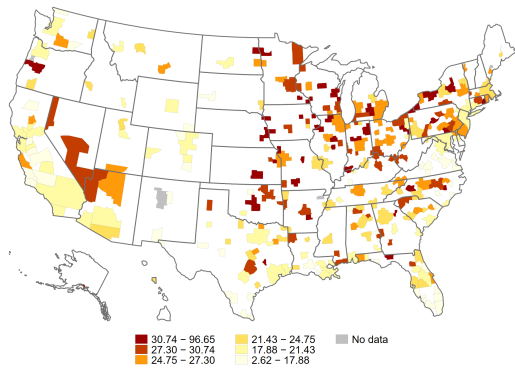 30.74 − 96.65 21.43 − 24.75 No data
27.30 − 30.74 17.88 − 21.43
24.75 − 27.30 2.62 − 17.88